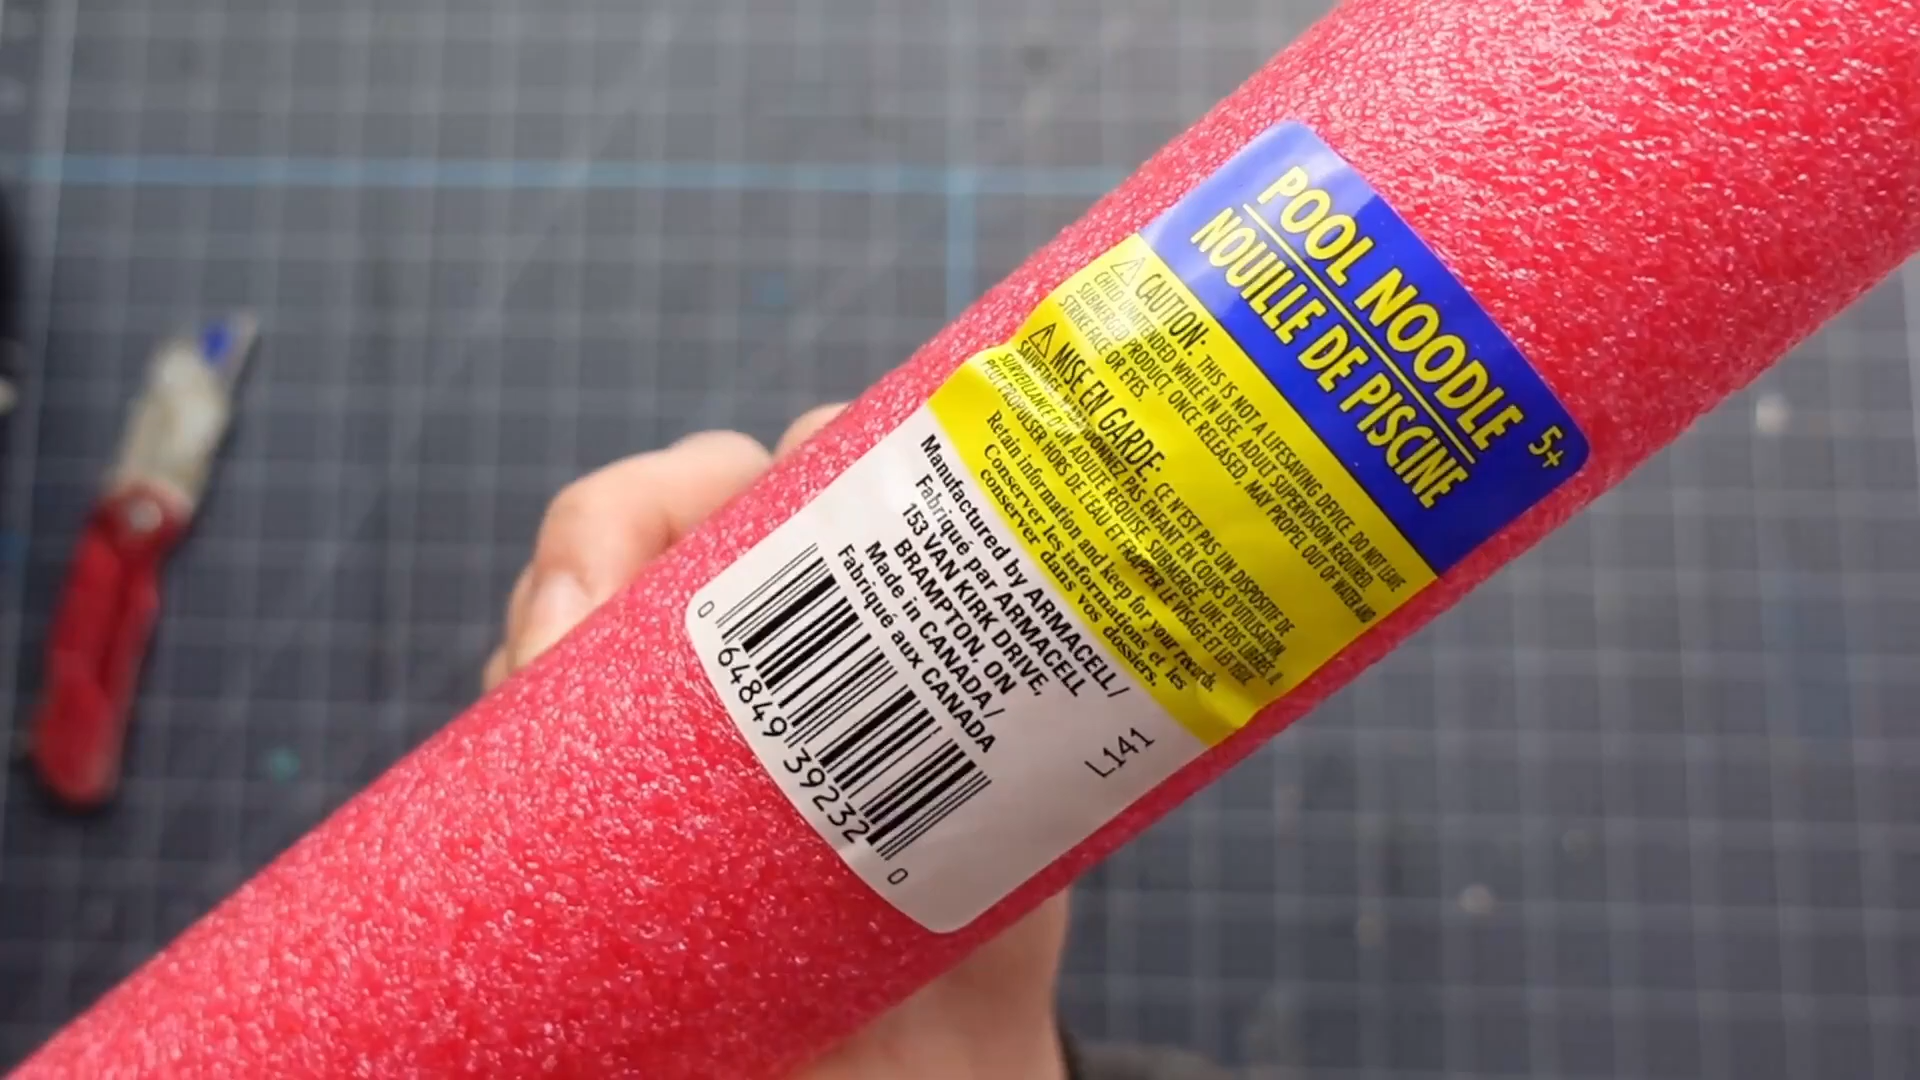 POOL NOODLE
NOUILLE DE PISCINE
5+
⚠ CAUTION: THIS IS NOT A LIFESAVING DEVICE. DO NOT LEAVE
CHILD UNATTENDED WHILE IN USE. ADULT SUPERVISION REQUIRED.
SUBMERGED PRODUCT, ONCE RELEASED, MAY PROPEL OUT OF WATER AND
STRIKE FACE OR EYES.
⚠ MISE EN GARDE: CE N'EST PAS UN DISPOSITIF DE
SAUVETAGE. PAS ENFANT EN COURS D'UTILISATION.
SURVEILLANCE D'UN ADULTE REQUISE. SUBMERGÉ, UNE FOIS LIBÉRÉ, IL
PEUT PROPULSER HORS DE L'EAU ET FRAPPER LE VISAGE ET LES YEUX.
Retain information and keep for your records.
Conserver les informations et les
conserver dans vos dossiers.
Manufactured by ARMACELL/
Fabriqué par ARMACELL
153 VAN KIRK DRIVE,
BRAMPTON, ON
Made in CANADA/
Fabriqué aux CANADA
L141
0 64849 39232 0